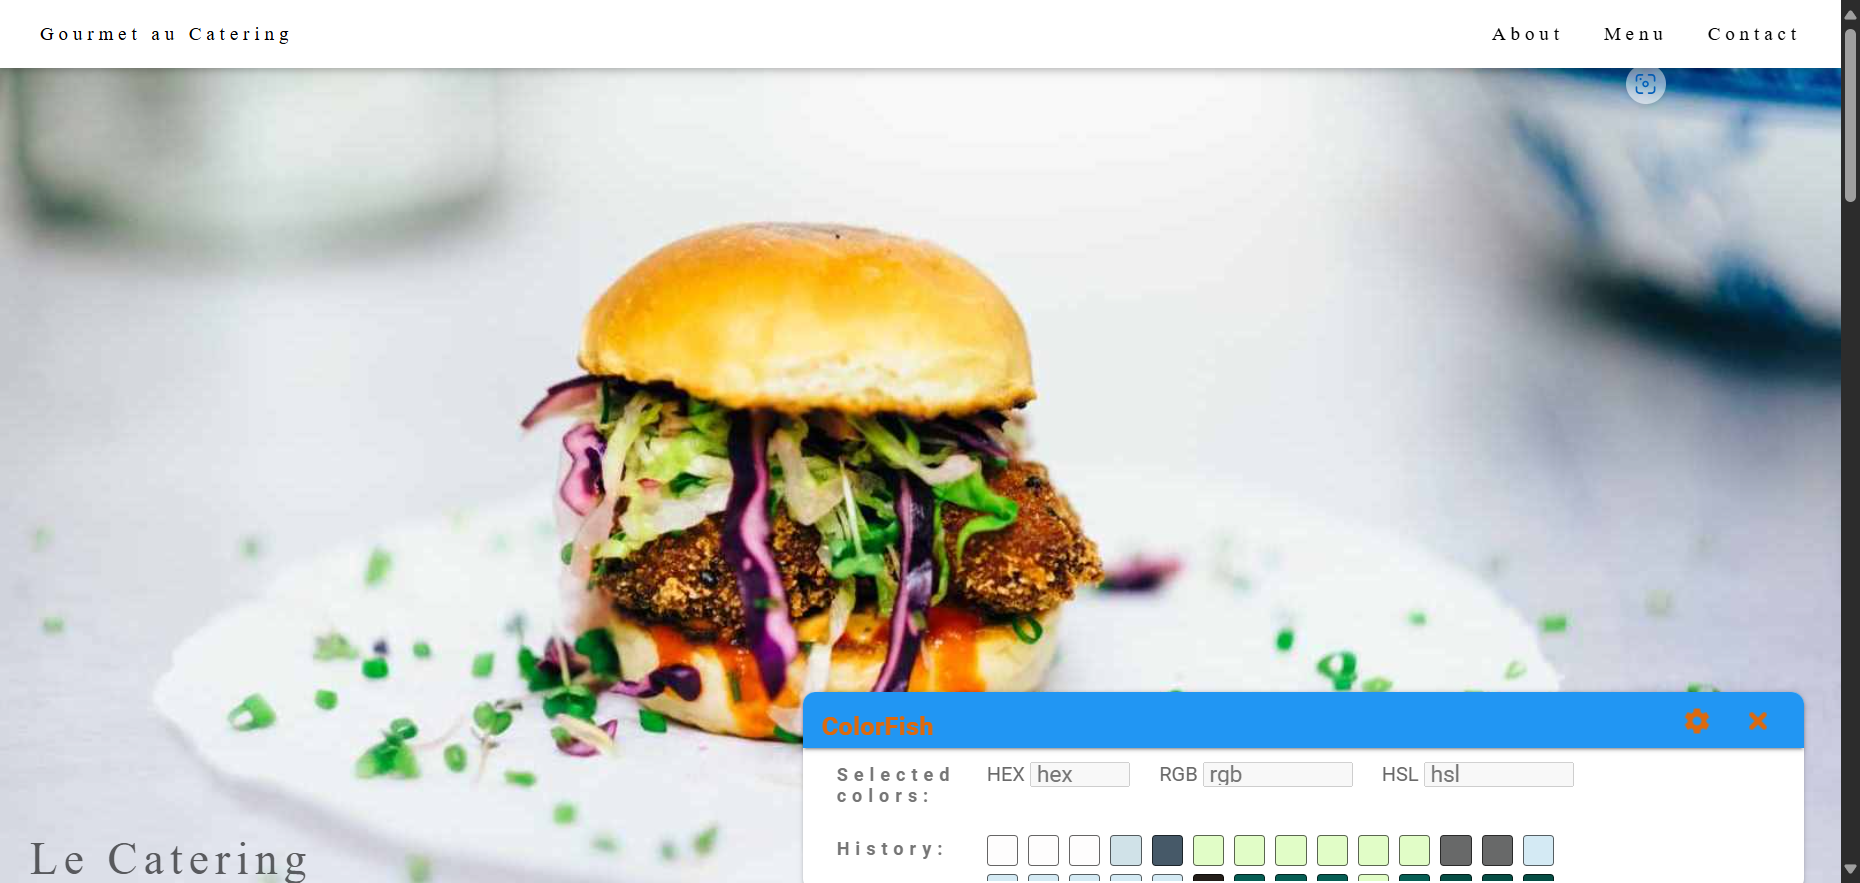 Gourmet au Catering
About Menu Contact
Le Catering
ColorFish
Selected colors:
HEX hex RGB rgb HSL hsl
History: